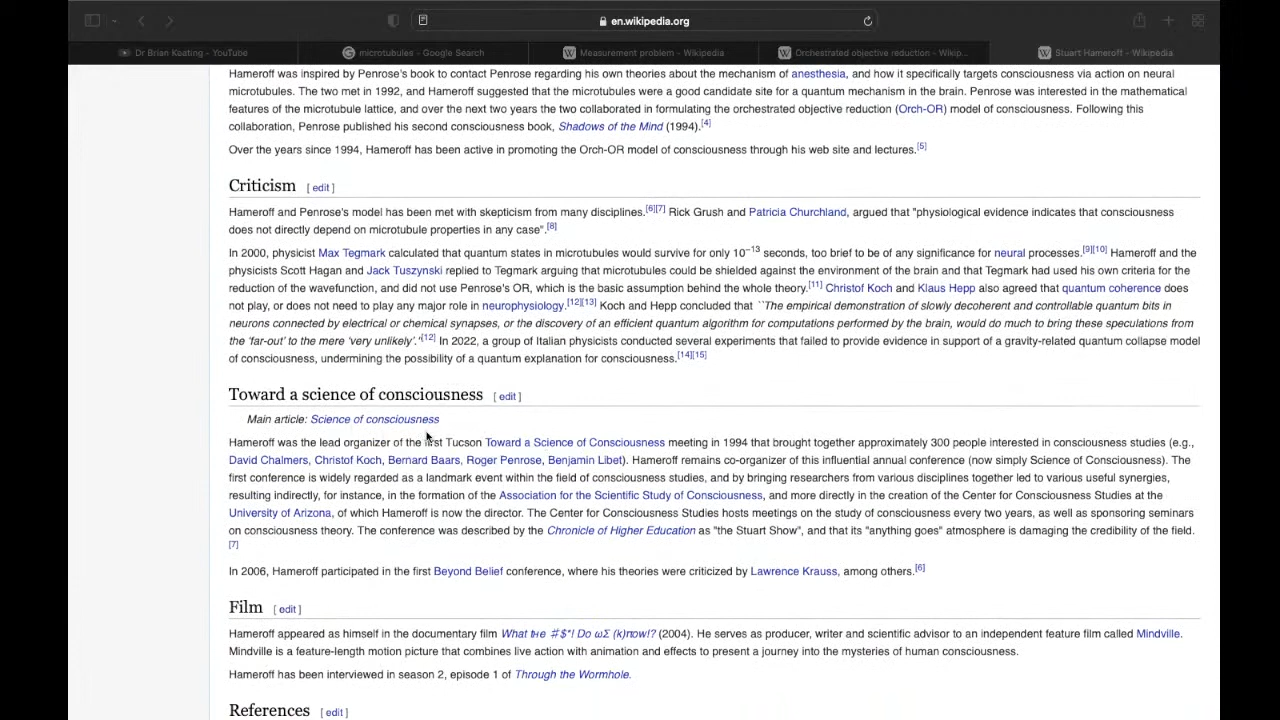 en.wikipedia.org
Dr Brian Keating - YouTube
microtubules - Google Search
Measurement problem - Wikipedia
Orchestrated objective reduction - Wikip...
Stuart Hameroff - Wikipedia
Hameroff was inspired by Penrose's book to contact Penrose regarding his own theories about the mechanism of anesthesia, and how it specifically targets consciousness via action on neural
microtubules. The two met in 1992, and Hameroff suggested that the microtubules were a good candidate site for a quantum mechanism in the brain. Penrose was interested in the mathematical
features of the microtubule lattice, and over the next two years the two collaborated in formulating the orchestrated objective reduction (Orch-OR) model of consciousness. Following this
collaboration, Penrose published his second consciousness book, Shadows of the Mind (1994).[4]
Over the years since 1994, Hameroff has been active in promoting the Orch-OR model of consciousness through his web site and lectures.[5]
Criticism [ edit ]
Hameroff and Penrose's model has been met with skepticism from many disciplines.[6][7] Rick Grush and Patricia Churchland, argued that "physiological evidence indicates that consciousness
does not directly depend on microtubule properties in any case".[8]
In 2000, physicist Max Tegmark calculated that quantum states in microtubules would survive for only 10−13 seconds, too brief to be of any significance for neural processes.[9][10] Hameroff and the
physicists Scott Hagan and Jack Tuszynski replied to Tegmark arguing that microtubules could be shielded against the environment of the brain and that Tegmark had used his own criteria for the
reduction of the wavefunction, and did not use Penrose's OR, which is the basic assumption behind the whole theory.[11] Christof Koch and Klaus Hepp also agreed that quantum coherence does
not play, or does not need to play any major role in neurophysiology.[12][13] Koch and Hepp concluded that ``The empirical demonstration of slowly decoherent and controllable quantum bits in
neurons connected by electrical or chemical synapses, or the discovery of an efficient quantum algorithm for computations performed by the brain, would do much to bring these speculations from
the 'far-out' to the mere 'very unlikely'.''[12] In 2022, a group of Italian physicists conducted several experiments that failed to provide evidence in support of a gravity-related quantum collapse model
of consciousness, undermining the possibility of a quantum explanation for consciousness.[14][15]
Toward a science of consciousness [ edit ]
Main article: Science of consciousness
Hameroff was the lead organizer of the first Tucson Toward a Science of Consciousness meeting in 1994 that brought together approximately 300 people interested in consciousness studies (e.g.,
David Chalmers, Christof Koch, Bernard Baars, Roger Penrose, Benjamin Libet). Hameroff remains co-organizer of this influential annual conference (now simply Science of Consciousness). The
first conference is widely regarded as a landmark event within the field of consciousness studies, and by bringing researchers from various disciplines together led to various useful synergies,
resulting indirectly, for instance, in the formation of the Association for the Scientific Study of Consciousness, and more directly in the creation of the Center for Consciousness Studies at the
University of Arizona, of which Hameroff is now the director. The Center for Consciousness Studies hosts meetings on the study of consciousness every two years, as well as sponsoring seminars
on consciousness theory. The conference was described by the Chronicle of Higher Education as "the Stuart Show", and that its "anything goes" atmosphere is damaging the credibility of the field.
[7]
In 2006, Hameroff participated in the first Beyond Belief conference, where his theories were criticized by Lawrence Krauss, among others.[6]
Film [ edit ]
Hameroff appeared as himself in the documentary film What tнe #$*! Do ωΣ (k)πow!? (2004). He serves as producer, writer and scientific advisor to an independent feature film called Mindville.
Mindville is a feature-length motion picture that combines live action with animation and effects to present a journey into the mysteries of human consciousness.
Hameroff has been interviewed in season 2, episode 1 of Through the Wormhole.
References [ edit ]